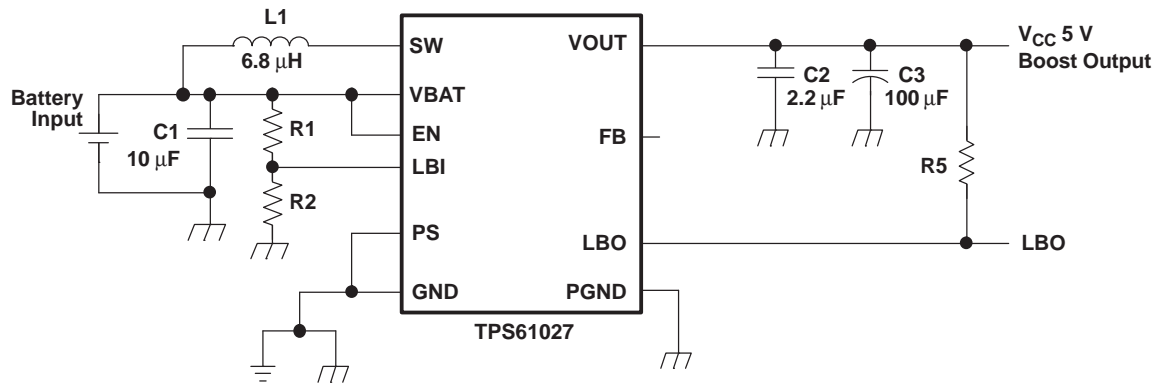 L1
6.8 μH
SW
VOUT
V_CC 5 V
Boost Output
Battery
Input
VBAT
C1
10 μF
R1
EN
C2
2.2 μF
C3
100 μF
FB
LBI
R2
R5
PS
LBO
LBO
GND
PGND
TPS61027